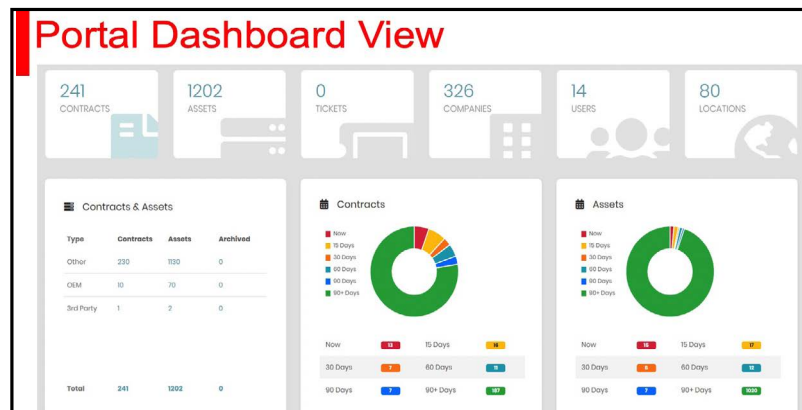 Portal Dashboard View
241 1202 0 326 14 80
CONTRACTS ASSETS TICKETS COMPANIES USERS LOCATIONS
Contracts & Assets
Type Contracts Assets Archived
Other 230 1130 0
OEM 10 70 0
3rd Party 1 2 0
Total 241 1202 0
Contracts
Now
15 Days
30 Days
60 Days
90 Days
90+ Days
Now 13 15 Days 16
30 Days 7 60 Days 11
90 Days 7 90+ Days 187
Assets
Now
15 Days
30 Days
60 Days
90 Days
90+ Days
Now 15 Days 17
30 Days 60 Days
90 Days 7 90+ Days